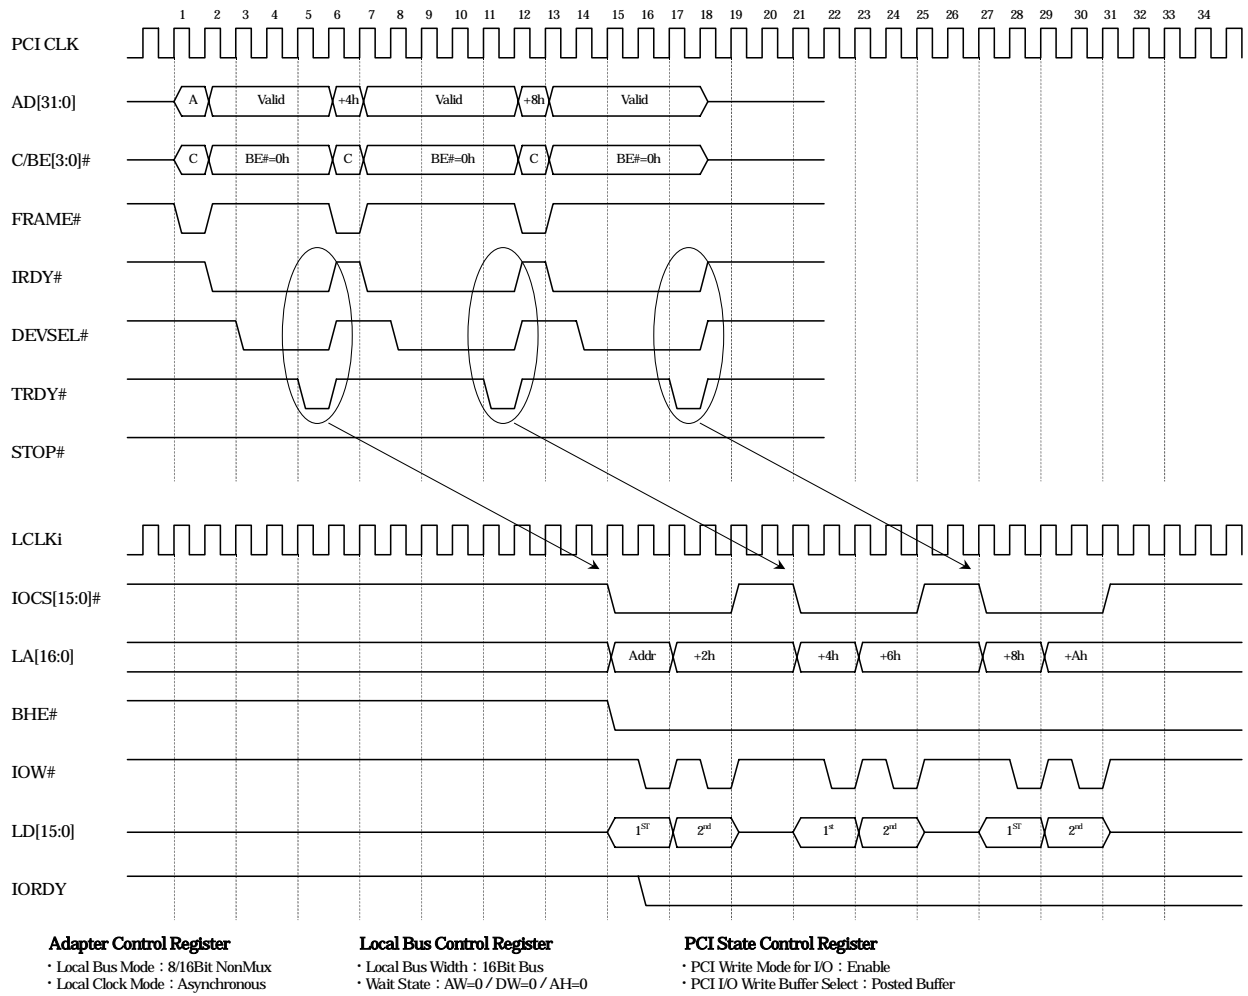 1 2 3 4 5 6 7 8 9 10 11 12 13 14 15 16 17 18 19 20 21 22 23 24 25 26 27 28 29 30 31 32 33 34
PCI CLK
AD[31:0] A Valid +4h Valid +8h Valid
C/BE[3:0]# C BE#=0h C BE#=0h C BE#=0h
FRAME#
IRDY#
DEVSEL#
TRDY#
STOP#
LCLKi
IOCS[15:0]#
LA[16:0] Addr +2h +4h +6h +8h +Ah
BHE#
IOW#
LD[15:0] 1ST 2nd 1st 2nd 1ST 2nd
IORDY
Adapter Control Register
・Local Bus Mode：8/16Bit NonMux
・Local Clock Mode：Asynchronous
Local Bus Control Register
・Local Bus Width：16Bit Bus
・Wait State：AW=0 / DW=0 / AH=0
PCI State Control Register
・PCI Write Mode for I/O：Enable
・PCI I/O Write Buffer Select：Posted Buffer